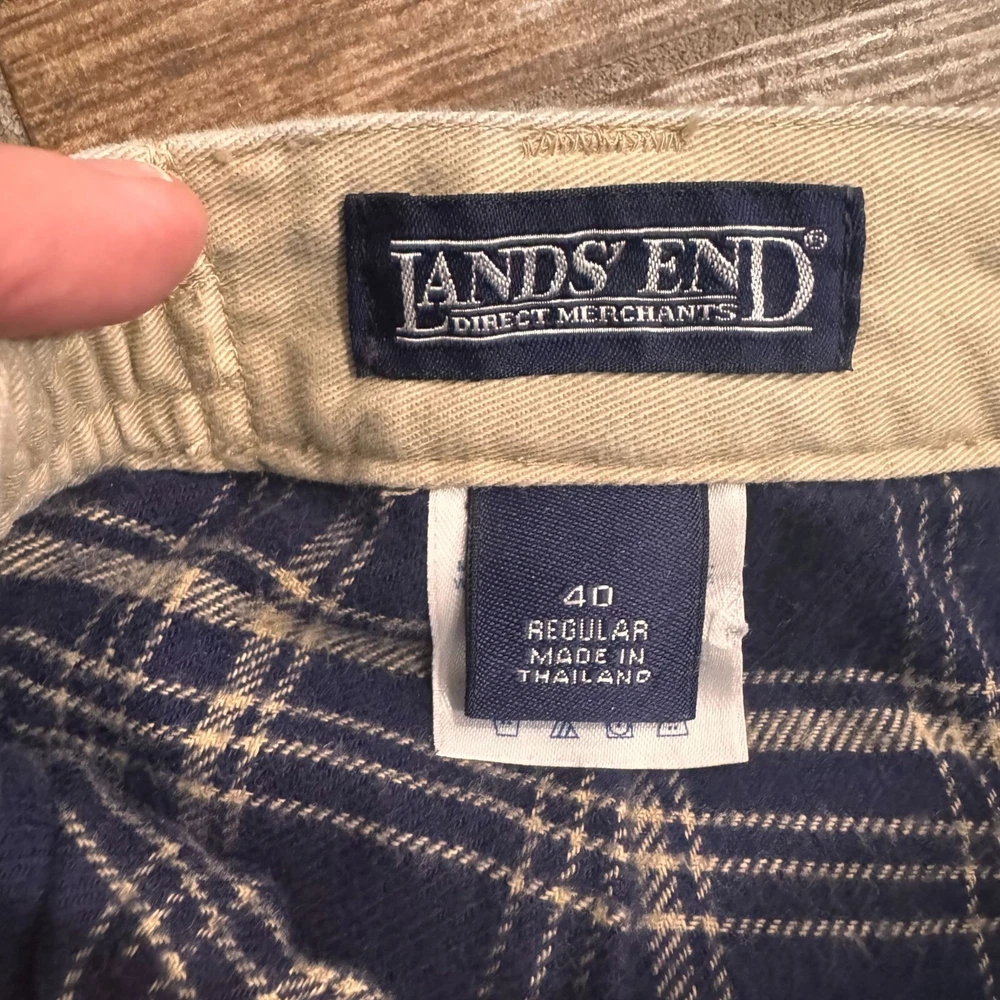 LANDS' END®
DIRECT MERCHANTS
40
REGULAR
MADE IN
THAILAND